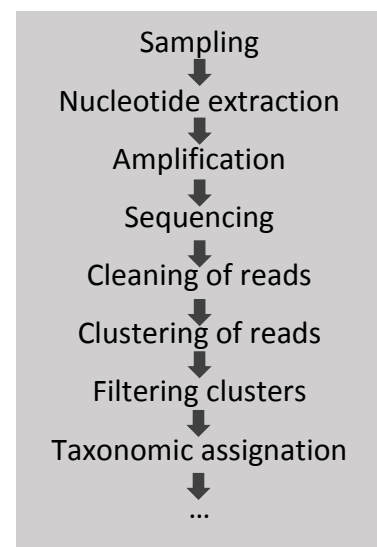 Sampling
Nucleotide extraction
Amplification
Sequencing
Cleaning of reads
Clustering of reads
Filtering clusters
Taxonomic assignation
...